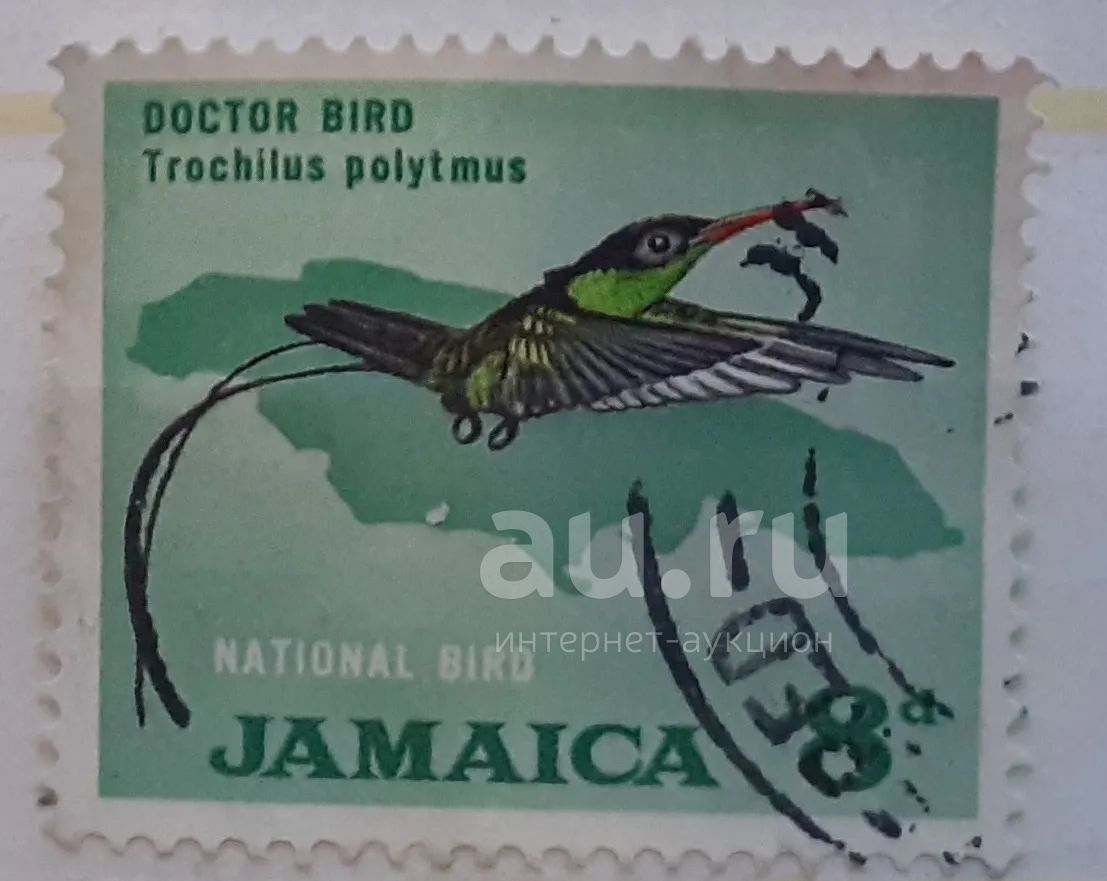 DOCTOR BIRD
Trochilus polytmus
au.ru
интернет-аукцион
NATIONAL BIRD
JAMAICA 8d